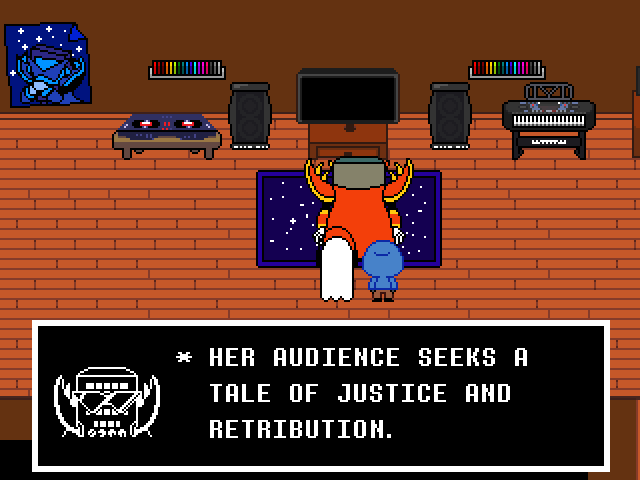 * HER AUDIENCE SEEKS A
TALE OF JUSTICE AND
RETRIBUTION.